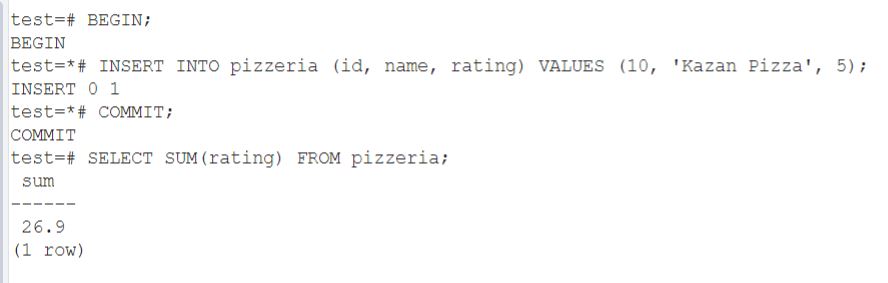 test=# BEGIN;
BEGIN
test=*# INSERT INTO pizzeria (id, name, rating) VALUES (10, 'Kazan Pizza', 5);
INSERT 0 1
test=*# COMMIT;
COMMIT
test=# SELECT SUM(rating) FROM pizzeria;
 sum
------
 26.9
(1 row)